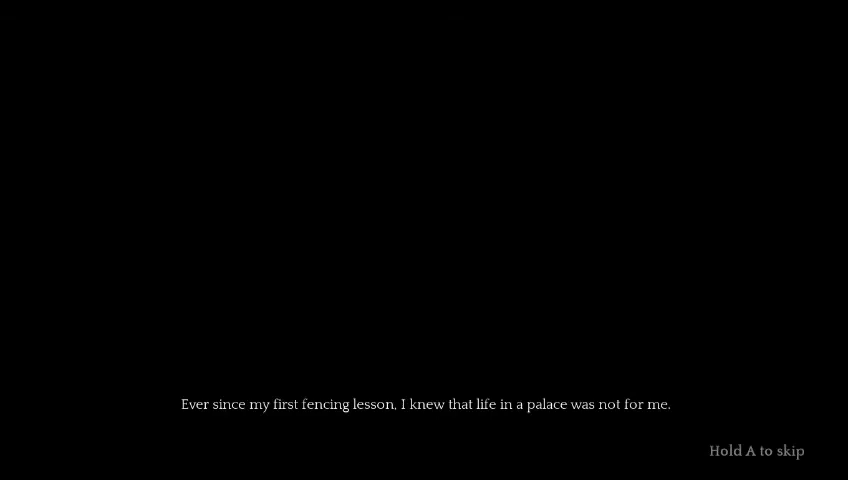 Ever since my first fencing lesson, I knew that life in a palace was not for me.
Hold A to skip